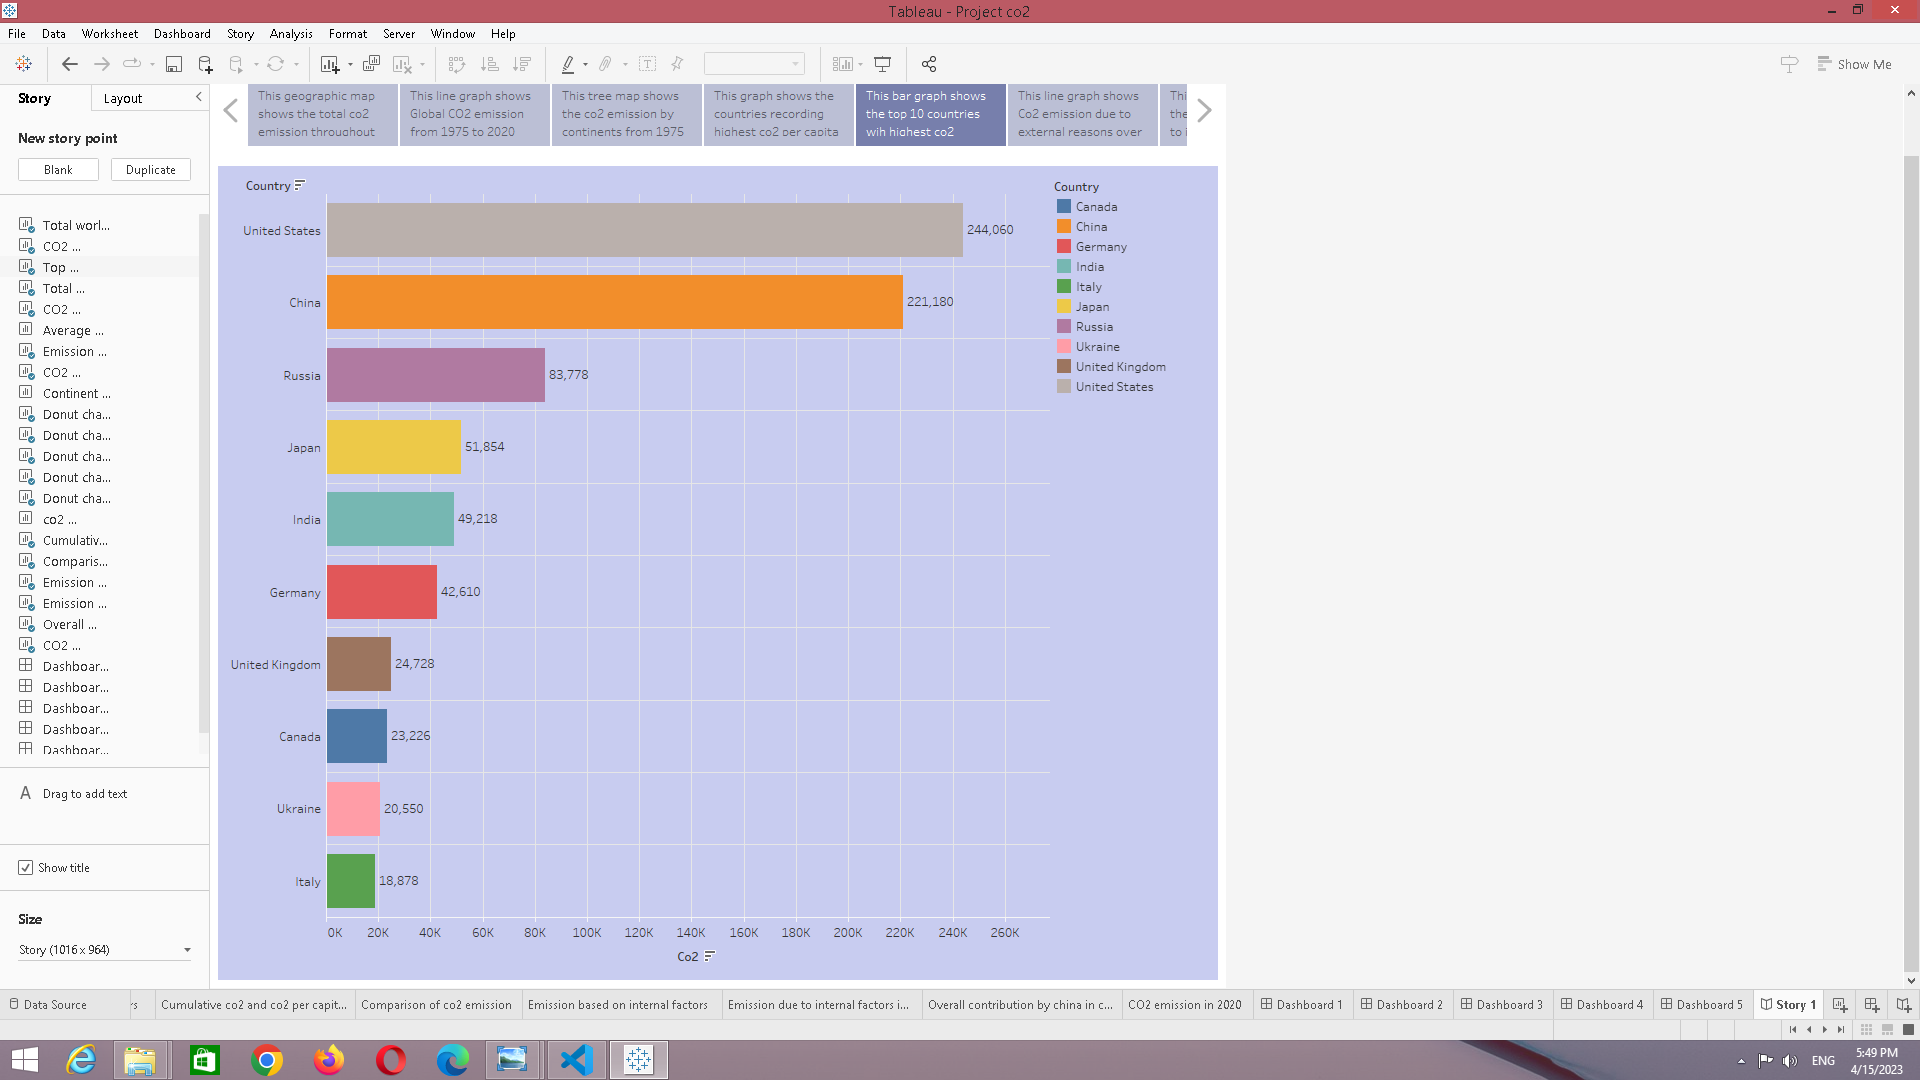 Tableau - Project co2
File Data Worksheet Dashboard Story Analysis Format Server Window Help
Show Me
Story Layout
New story point
Blank Duplicate
Total worl...
CO2 ...
Top ...
Total ...
CO2 ...
Average ...
Emission ...
CO2 ...
Continent ...
Donut cha...
Donut cha...
Donut cha...
Donut cha...
Donut cha...
co2 ...
Cumulativ...
Comparis...
Emission ...
Emission ...
Overall ...
CO2 ...
Dashboar...
Dashboar...
Dashboar...
Dashboar...
Dashboar...
A Drag to add text
Show title
Size
Story (1016 x 964)
This geographic map
shows the total co2
emission throughout
This line graph shows
Global CO2 emission
from 1975 to 2020
This tree map shows
the co2 emission by
continents from 1975
This graph shows the
countries recording
highest co2 per capita
This bar graph shows
the top 10 countries
wih highest co2
This line graph shows
Co2 emission due to
external reasons over
Thi
the
to
Country
United States 244,060
China 221,180
Russia 83,778
Japan 51,854
India 49,218
Germany 42,610
United Kingdom 24,728
Canada 23,226
Ukraine 20,550
Italy 18,878
0K 20K 40K 60K 80K 100K 120K 140K 160K 180K 200K 220K 240K 260K
Co2
Country
Canada
China
Germany
India
Italy
Japan
Russia
Ukraine
United Kingdom
United States
Data Source rs Cumulative co2 and co2 per capit... Comparison of co2 emission Emission based on internal factors Emission due to internal factors i... Overall contribution by china in c... CO2 emission in 2020 Dashboard 1 Dashboard 2 Dashboard 3 Dashboard 4 Dashboard 5 Story 1
ENG
5:49 PM
4/15/2023